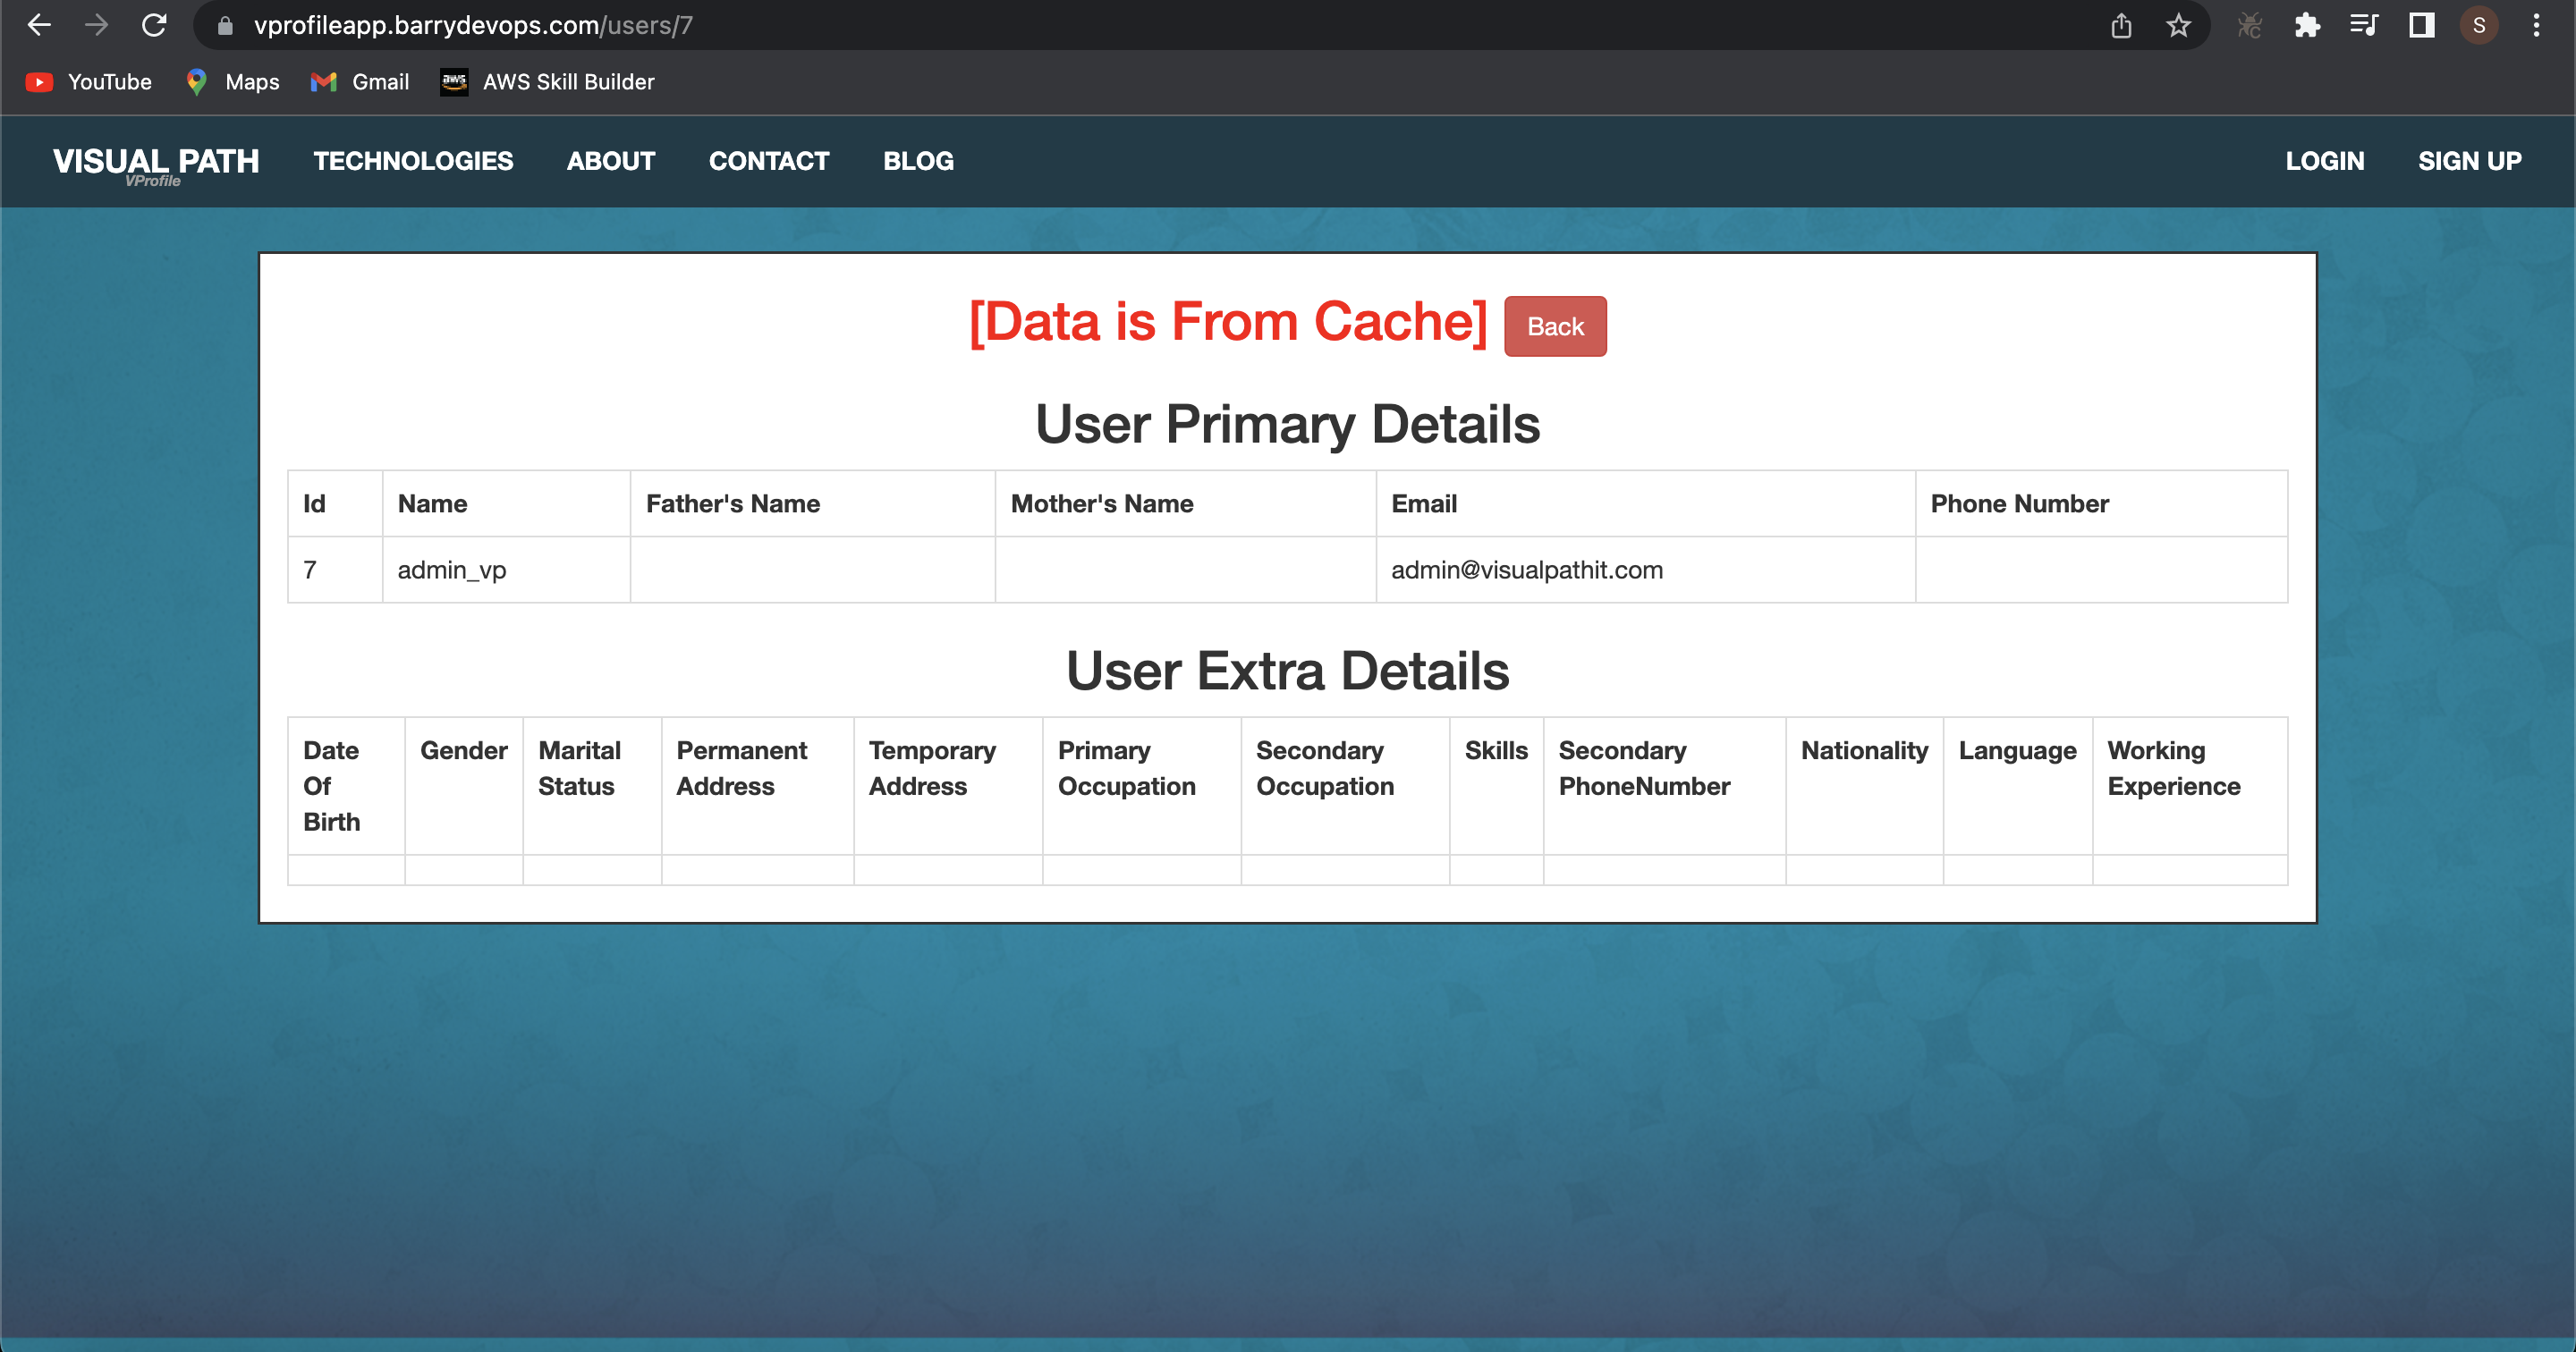 vprofileapp.barrydevops.com/users/7
S
YouTube Maps Gmail aws AWS Skill Builder
VISUAL PATH TECHNOLOGIES ABOUT CONTACT BLOG LOGIN SIGN UP
VProfile
[Data is From Cache] Back
User Primary Details
Id Name Father's Name Mother's Name Email Phone Number
7 admin_vp admin@visualpathit.com
User Extra Details
Date Of Birth Gender Marital Status Permanent Address Temporary Address Primary Occupation Secondary Occupation Skills Secondary PhoneNumber Nationality Language Working Experience